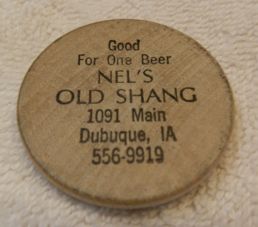 Good
For One Beer
NEL'S
OLD SHANG
1091 Main
Dubuque, IA
556-9919